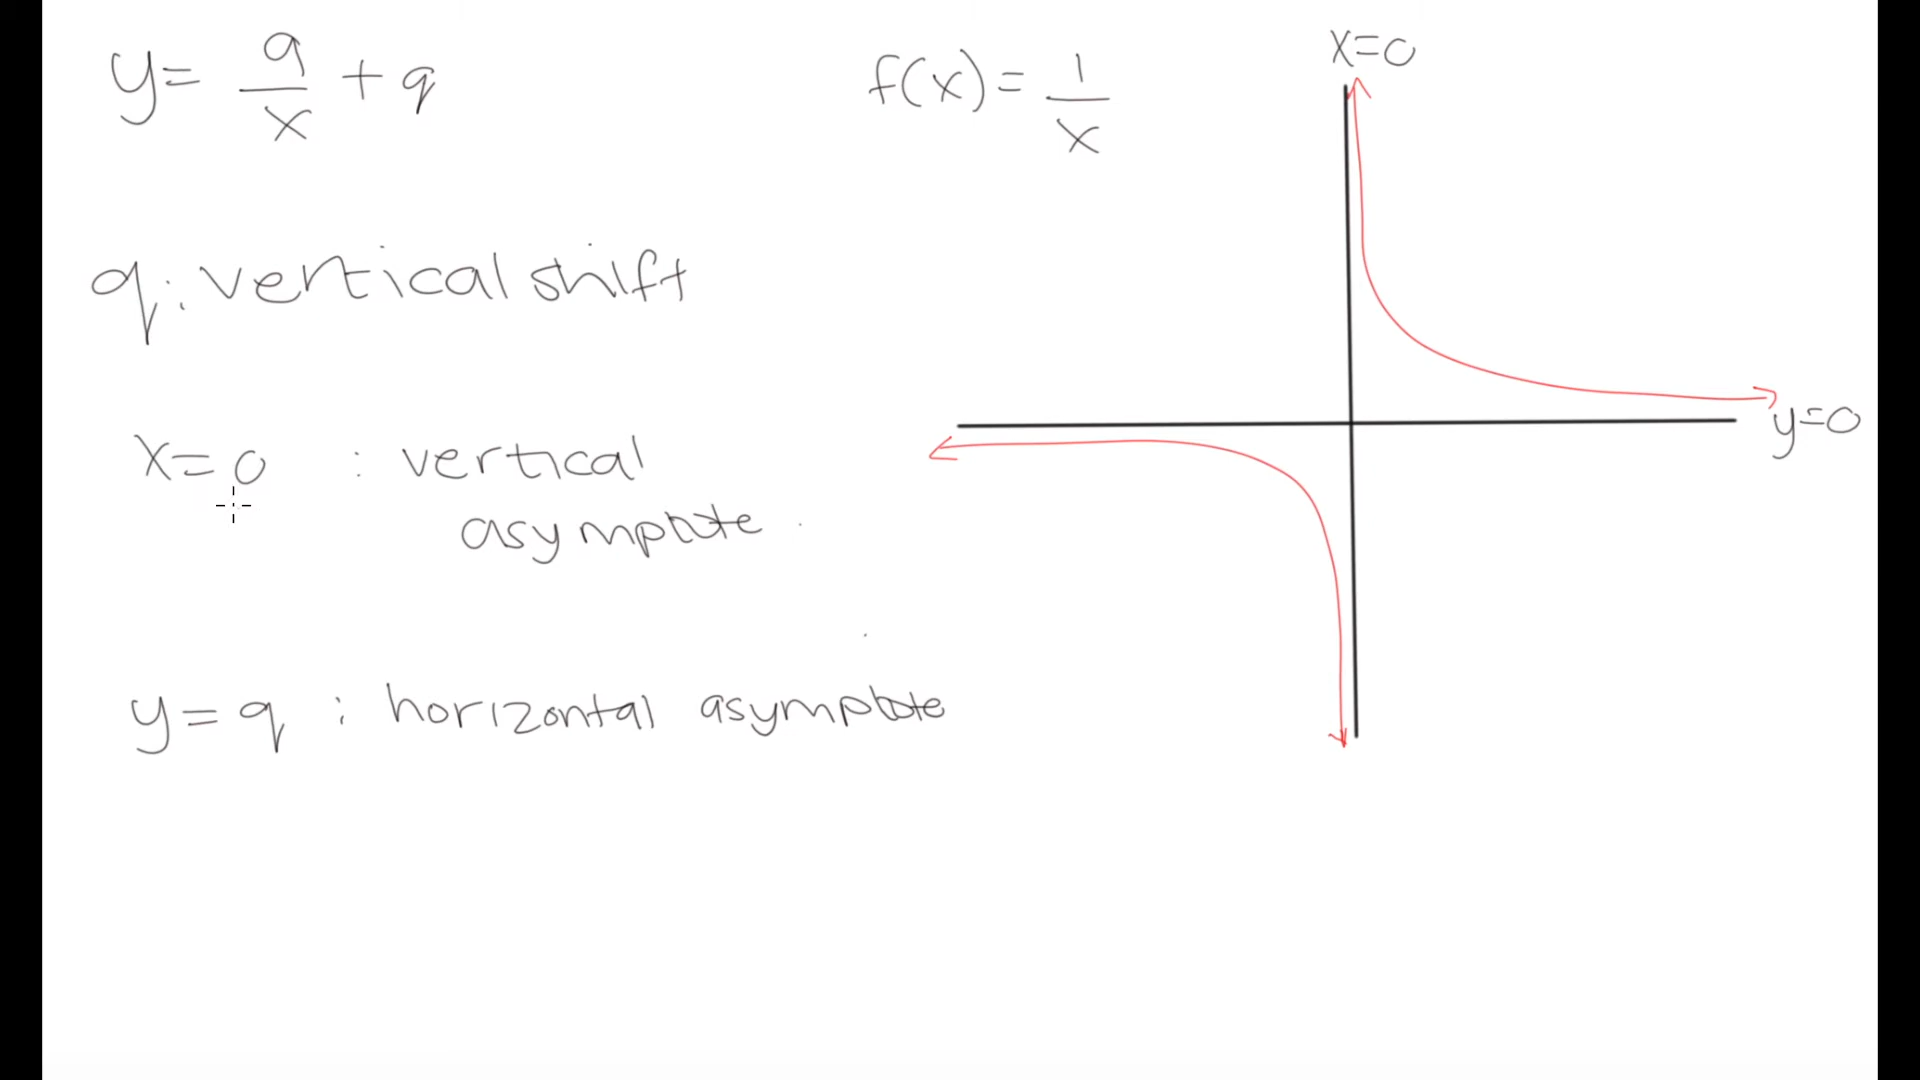 y = a/x + q
f(x) = 1/x
x=0
q: vertical shift
y=0
x=0 : vertical
asymptote
y=q : horizontal asymptote